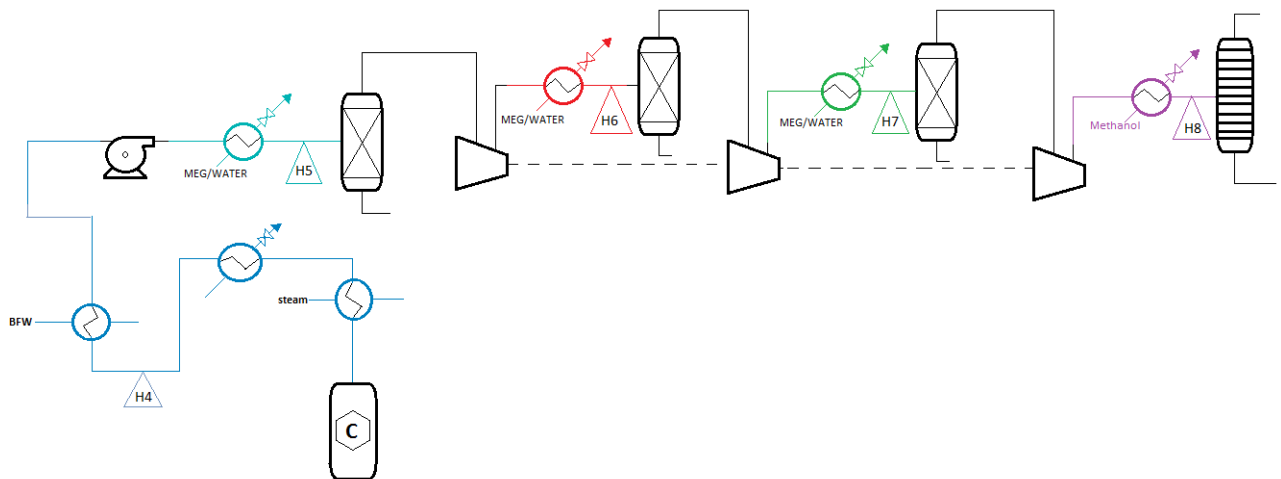 MEG/WATER
H6
MEG/WATER
H7
Methanol
H8
MEG/WATER
H5
steam
BFW
H4
C